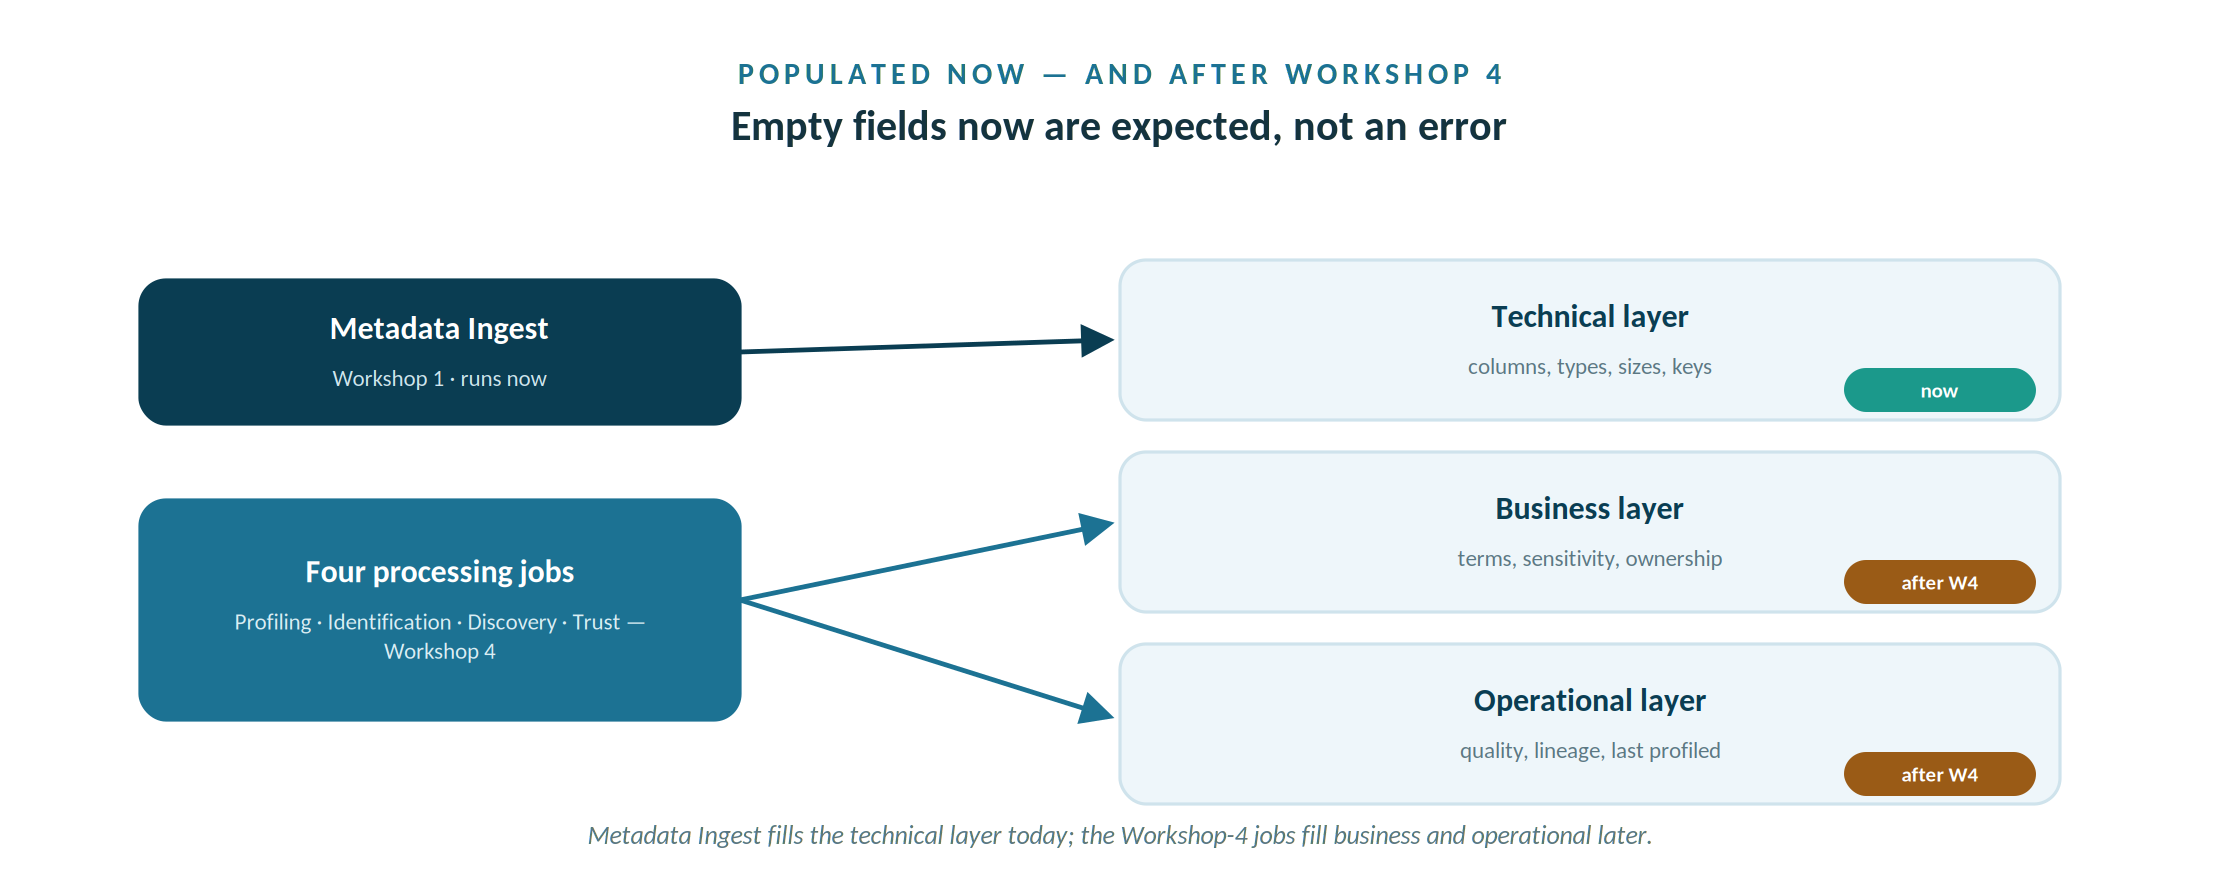 POPULATED NOW — AND AFTER WORKSHOP 4
Empty fields now are expected, not an error
Metadata Ingest
Workshop 1 · runs now
Four processing jobs
Profiling · Identification · Discovery · Trust —
Workshop 4
Technical layer
columns, types, sizes, keys
now
Business layer
terms, sensitivity, ownership
after W4
Operational layer
quality, lineage, last profiled
after W4
Metadata Ingest fills the technical layer today; the Workshop-4 jobs fill business and operational later.